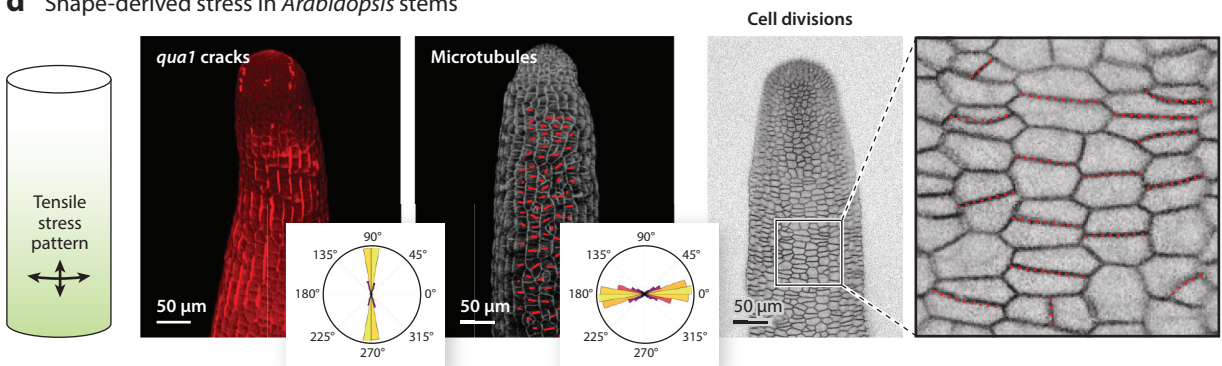 d Shape-derived stress in Arabidopsis stems
Cell divisions
qua1 cracks
Microtubules
Tensile
stress
pattern
50 µm
90°
135° 45°
180° 0°
225° 315°
270°
50 µm
90°
135° 45°
180° 0°
225° 315°
270°
50 µm